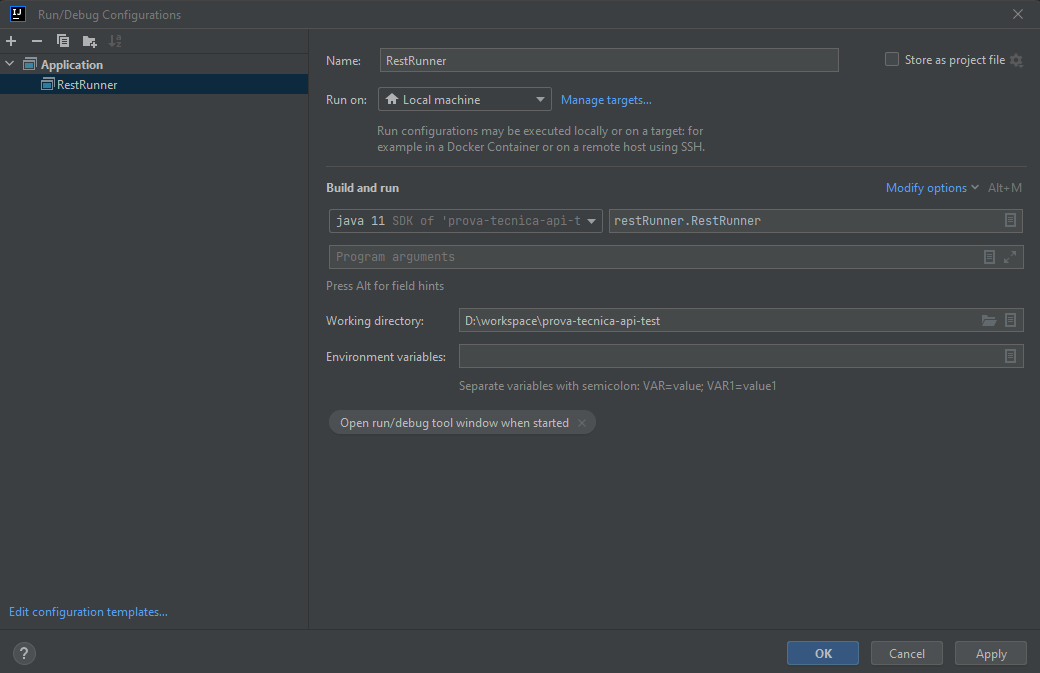 IJ Run/Debug Configurations
Application
RestRunner
Name: RestRunner Store as project file
Run on: Local machine Manage targets...
Run configurations may be executed locally or on a target: for
example in a Docker Container or on a remote host using SSH.
Build and run Modify options Alt+M
java 11 SDK of 'prova-tecnica-api-t restRunner.RestRunner
Program arguments
Press Alt for field hints
Working directory: D:\workspace\prova-tecnica-api-test
Environment variables:
Separate variables with semicolon: VAR=value; VAR1=value1
Open run/debug tool window when started
Edit configuration templates...
? OK Cancel Apply